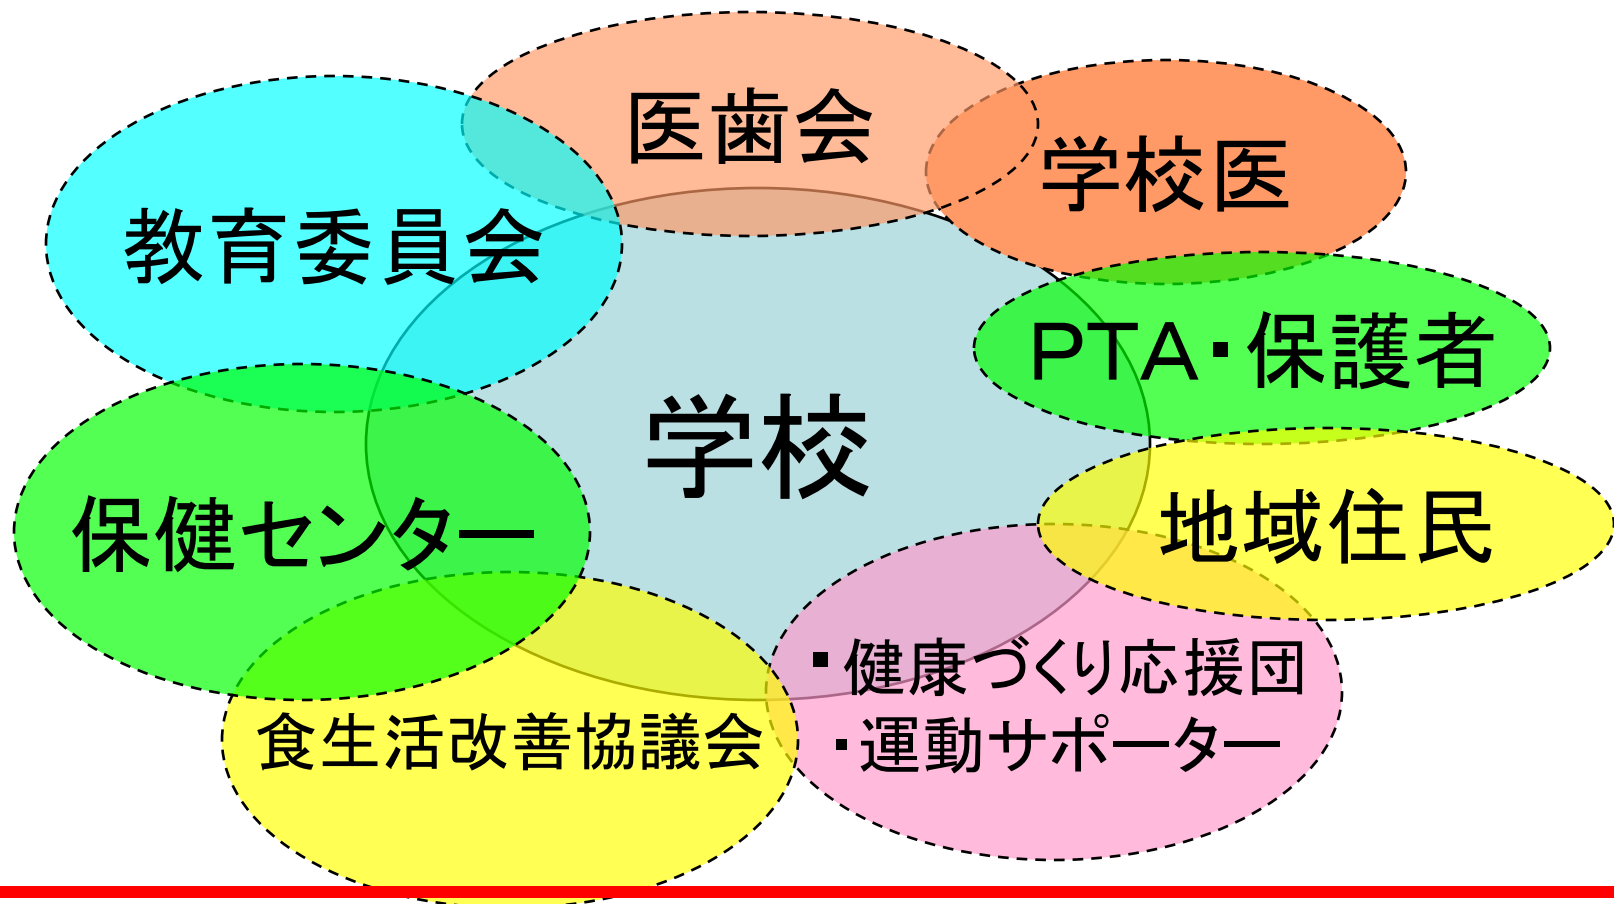 医歯会
学校医
教育委員会
PTA・保護者
学校
地域住民
保健センター
・健康づくり応援団
・運動サポーター
食生活改善協議会